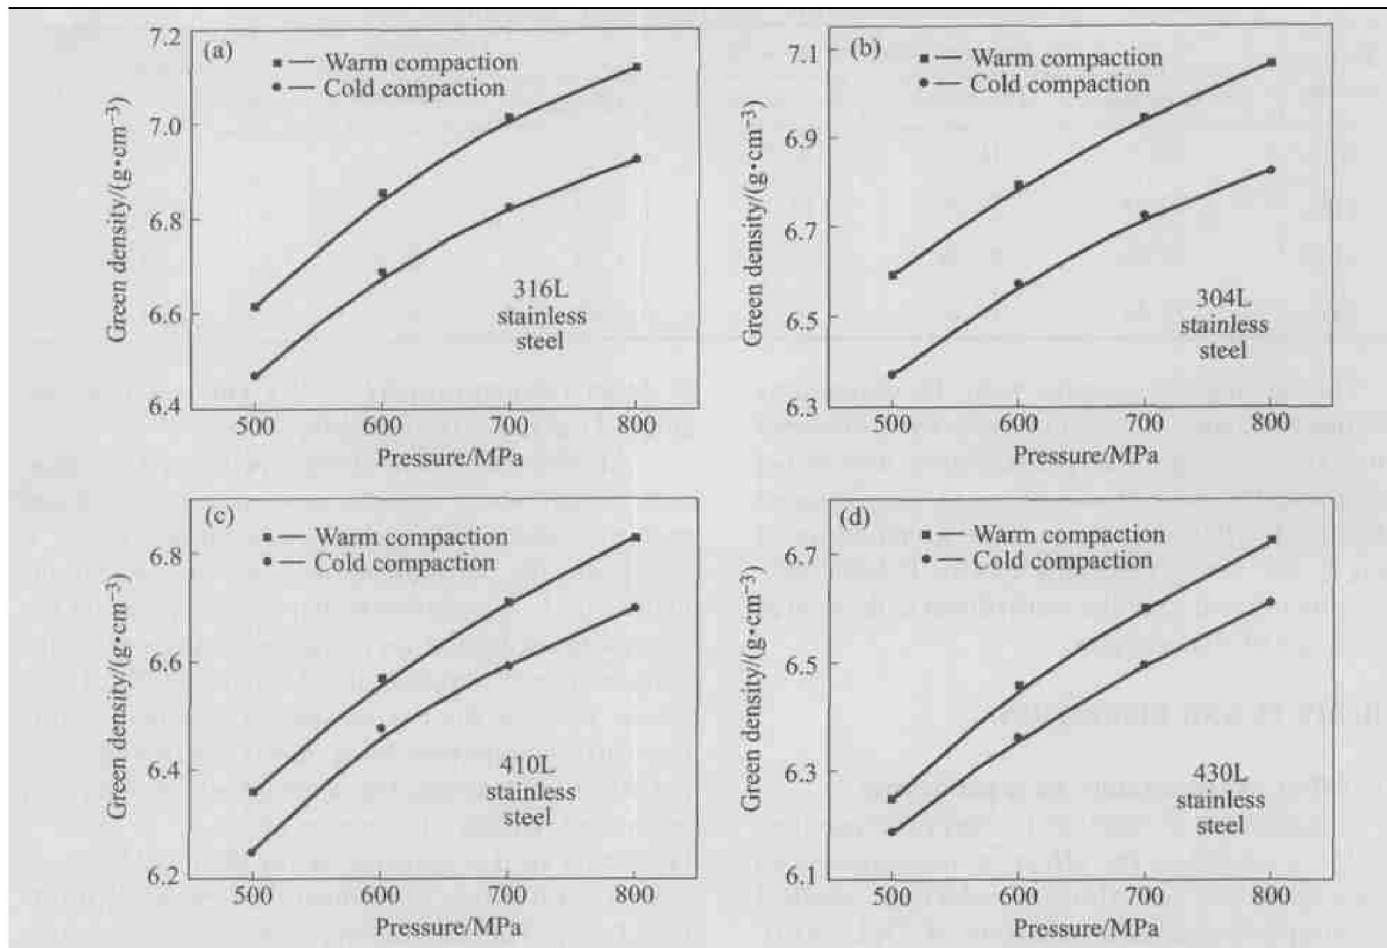 (a)
Warm compaction
Cold compaction
7.2
7.0
6.8
6.6
6.4
Green density/(g•cm⁻³)
316L
stainless
steel
500 600 700 800
Pressure/MPa
(b)
Warm compaction
Cold compaction
7.1
6.9
6.7
6.5
6.3
Green density/(g•cm⁻³)
304L
stainless
steel
500 600 700 800
Pressure/MPa
(c)
Warm compaction
Cold compaction
6.8
6.6
6.4
6.2
Green density/(g•cm⁻³)
410L
stainless
steel
500 600 700 800
Pressure/MPa
(d)
Warm compaction
Cold compaction
6.7
6.5
6.3
6.1
Green density/(g•cm⁻³)
430L
stainless
steel
500 600 700 800
Pressure/MPa